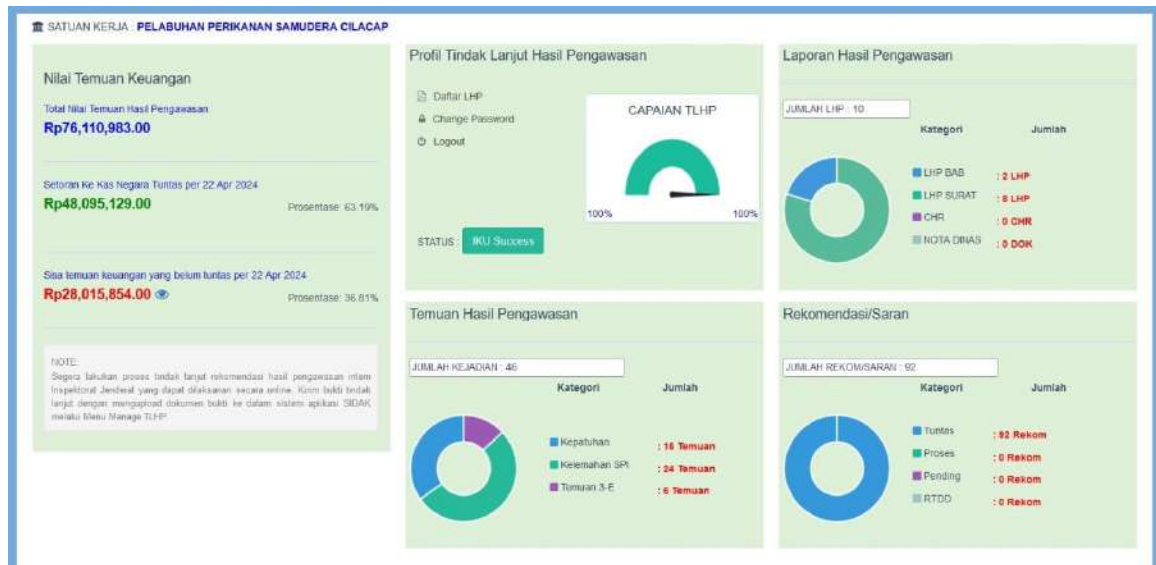 SATUAN KERJA : PELABUHAN PERIKANAN SAMUDERA CILACAP
Nilai Temuan Keuangan
Total Nilai Temuan Hasil Pengawasan
Rp76,110,983.00
Setoran Ke Kas Negara Tuntas per 22 Apr 2024
Rp48,095,129.00
Prosentase: 63.19%
Sisa temuan keuangan yang belum tuntas per 22 Apr 2024
Rp28,015,854.00
Prosentase: 36.81%
NOTE:
Segera lakukan proses tindak lanjut rekomendasi hasil pengawasan intern
Inspektorat Jenderal yang dapat dilaksanan secara online. Kirim bukti tindak
lanjut dengan mengupload dokumen bukti ke dalam sistem aplikasi SIDAK
melalui Menu Manage TLHP
Profil Tindak Lanjut Hasil Pengawasan
Daftar LHP
Change Password
Logout
CAPAIAN TLHP
100%
100%
STATUS : IKU Success
Laporan Hasil Pengawasan
JUMLAH LHP : 10
Kategori Jumlah
LHP BAB : 2 LHP
LHP SURAT : 8 LHP
CHR : 0 CHR
NOTA DINAS : 0 DOK
Temuan Hasil Pengawasan
JUMLAH KEJADIAN : 46
Kategori Jumlah
Kepatuhan : 16 Temuan
Kelemahan SPI : 24 Temuan
Temuan 3-E : 6 Temuan
Rekomendasi/Saran
JUMLAH REKOM/SARAN : 92
Kategori Jumlah
Tuntas : 92 Rekom
Proses : 0 Rekom
Pending : 0 Rekom
RTDD : 0 Rekom